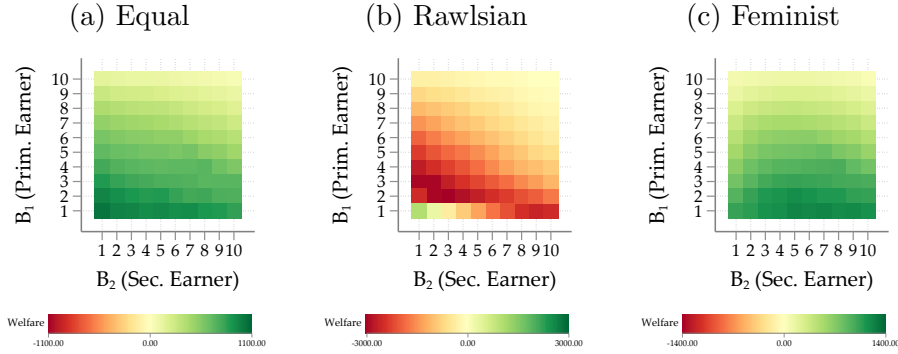 (a) Equal
(b) Rawlsian
(c) Feminist
B1 (Prim. Earner)
10
9
8
7
6
5
4
3
2
1
1 2 3 4 5 6 7 8 9 10
B2 (Sec. Earner)
Welfare
-1100.00 0.00 1100.00
B1 (Prim. Earner)
10
9
8
7
6
5
4
3
2
1
1 2 3 4 5 6 7 8 9 10
B2 (Sec. Earner)
Welfare
-3000.00 0.00 3000.00
B1 (Prim. Earner)
10
9
8
7
6
5
4
3
2
1
1 2 3 4 5 6 7 8 9 10
B2 (Sec. Earner)
Welfare
-1400.00 0.00 1400.00